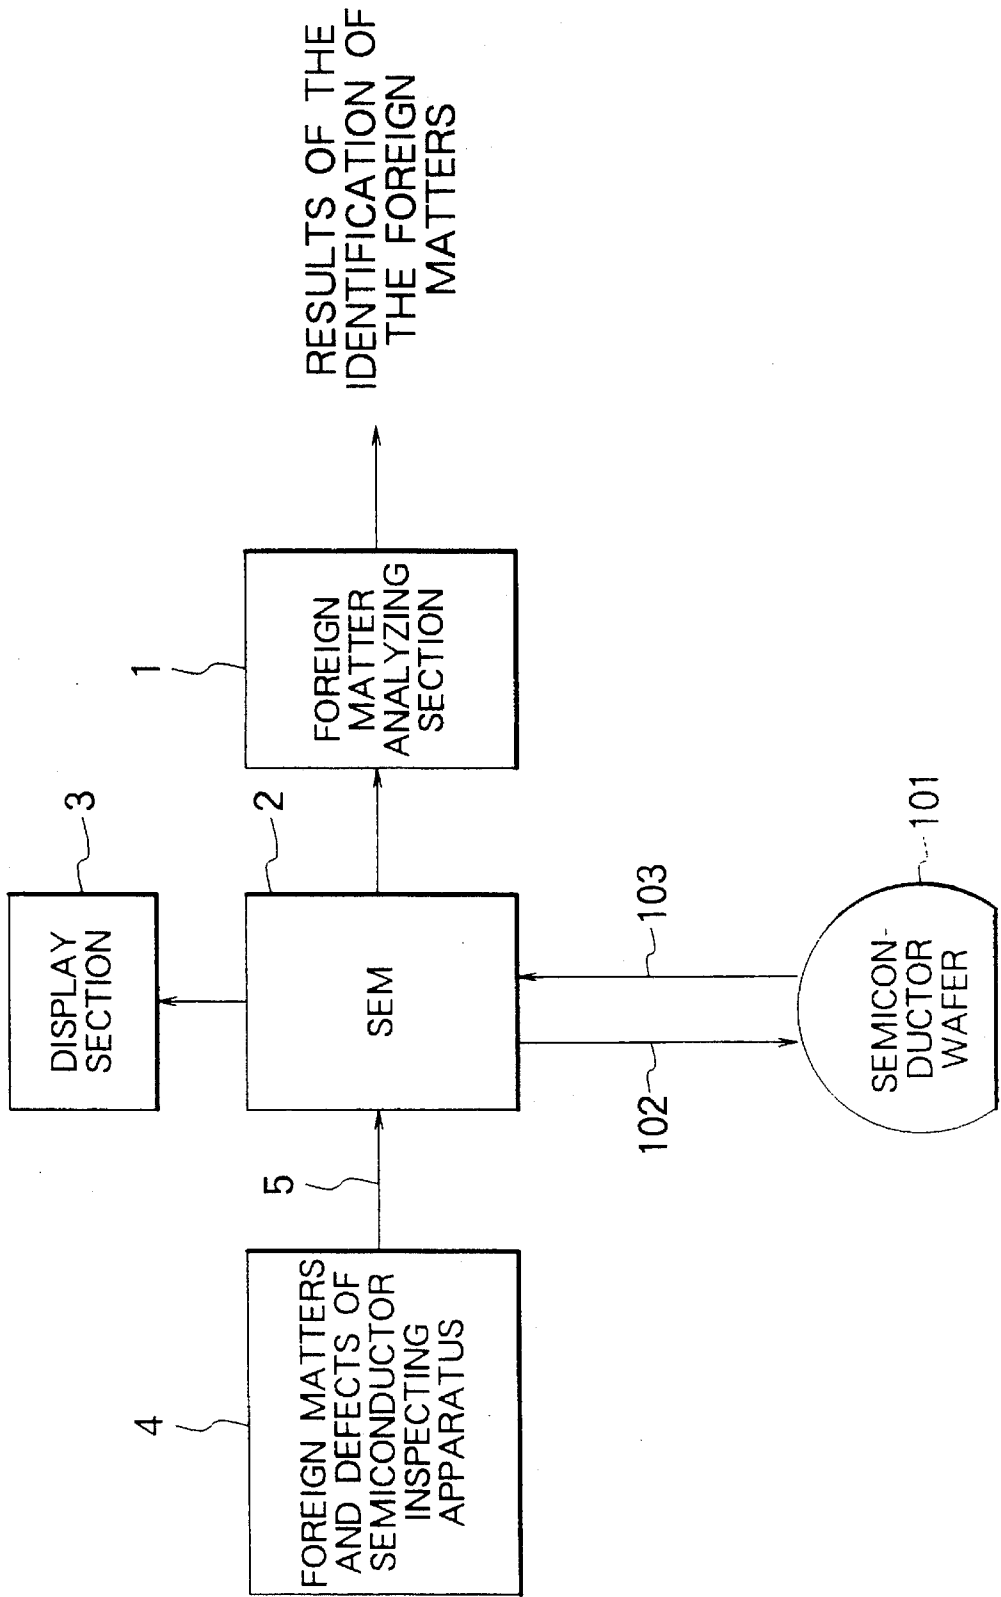 3
DISPLAY
SECTION
4
FOREIGN MATTERS
AND DEFECTS OF
SEMICONDUCTOR
INSPECTING
APPARATUS
5
2
SEM
1
FOREIGN
MATTER
ANALYZING
SECTION
RESULTS OF THE
IDENTIFICATION OF
THE FOREIGN
MATTERS
102
103
101
SEMICON-
DUCTOR
WAFER